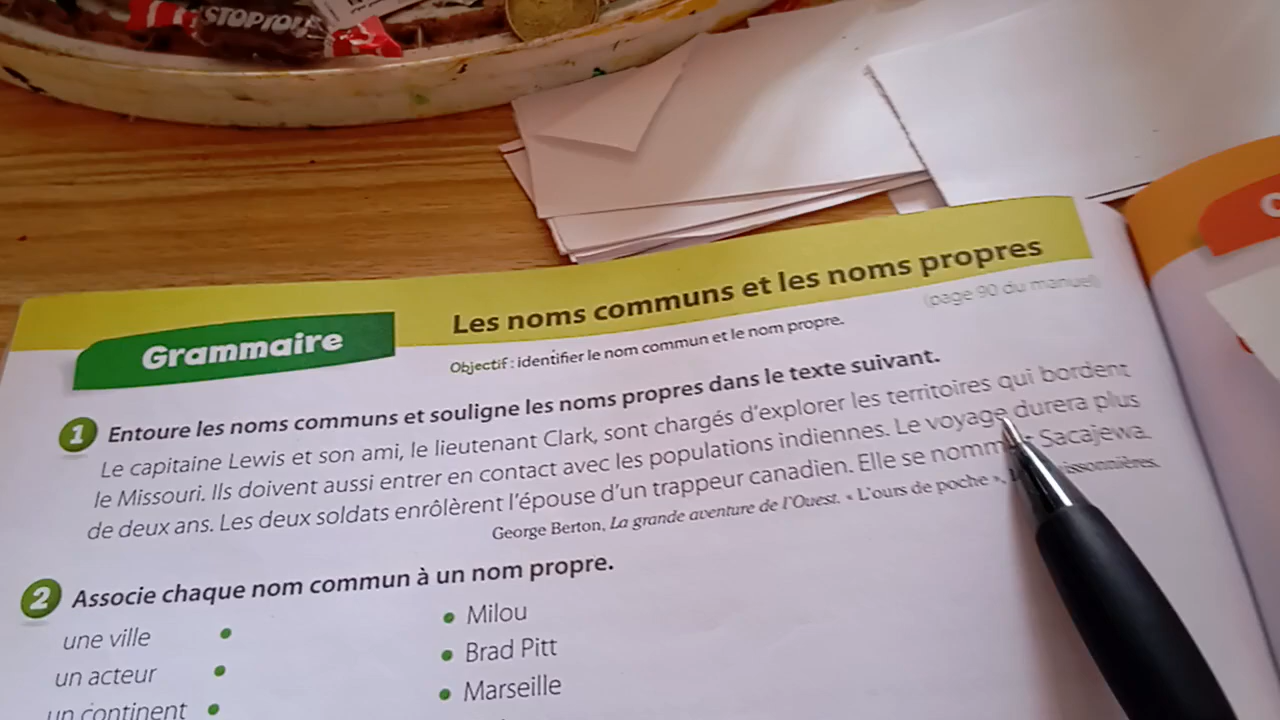 STOPTOU
Les noms communs et les noms propres
(page 90 du manuel)
Grammaire
Objectif : identifier le nom commun et le nom propre.
1 Entoure les noms communs et souligne les noms propres dans le texte suivant.
Le capitaine Lewis et son ami, le lieutenant Clark, sont chargés d'explorer les territoires qui bordent
le Missouri. Ils doivent aussi entrer en contact avec les populations indiennes. Le voyage durera plus
de deux ans. Les deux soldats enrôlèrent l'épouse d'un trappeur canadien. Elle se nomm Sacajewa.
George Berton, La grande aventure de l'Ouest. « L'ours de poche », issonnières.
2 Associe chaque nom commun à un nom propre.
une ville • • Milou
un acteur • • Brad Pitt
un continent • • Marseille